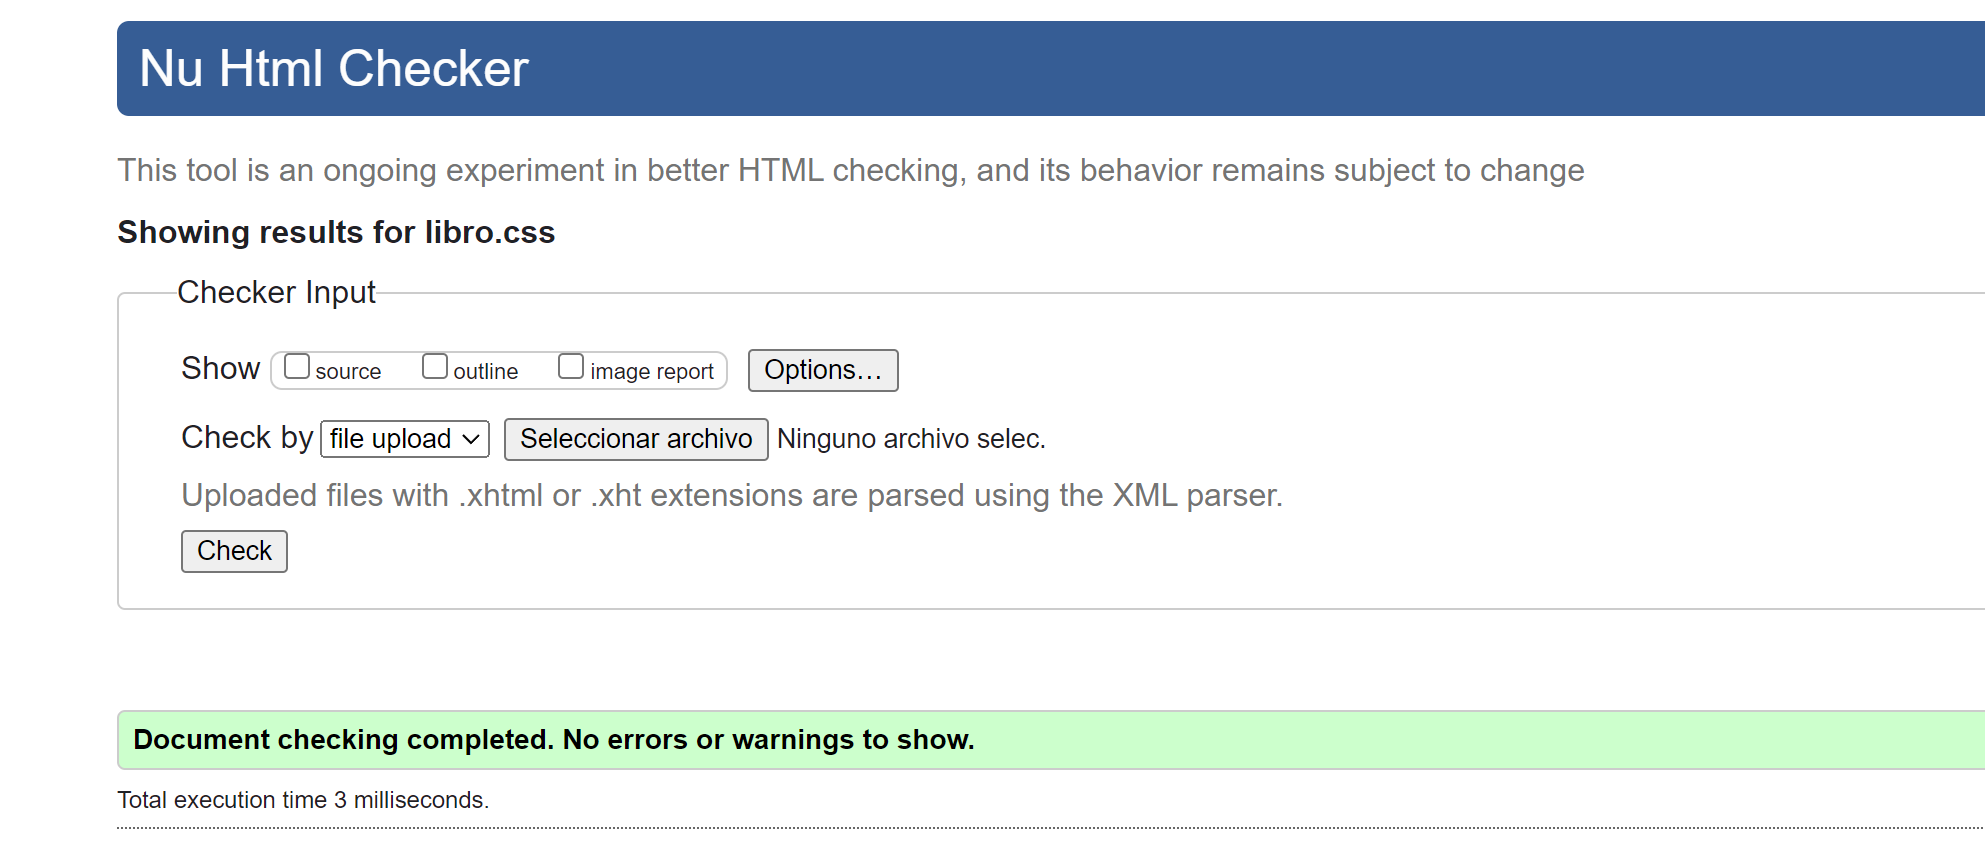 Nu Html Checker
This tool is an ongoing experiment in better HTML checking, and its behavior remains subject to change
Showing results for libro.css
Checker Input
Show source outline image report Options...
Check by file upload Seleccionar archivo Ninguno archivo selec.
Uploaded files with .xhtml or .xht extensions are parsed using the XML parser.
Check
Document checking completed. No errors or warnings to show.
Total execution time 3 milliseconds.